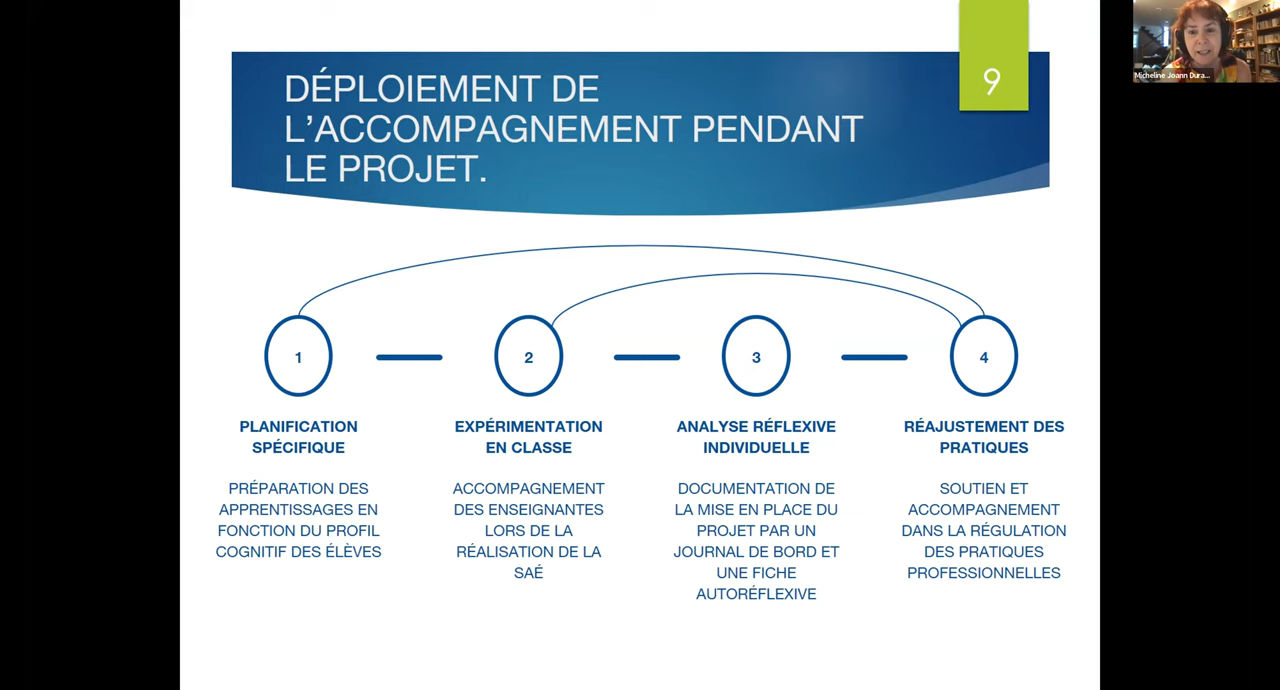 DÉPLOIEMENT DE
L'ACCOMPAGNEMENT PENDANT
LE PROJET.
9
Micheline Joann Dura...
1
2
3
4
PLANIFICATION
SPÉCIFIQUE
PRÉPARATION DES
APPRENTISSAGES EN
FONCTION DU PROFIL
COGNITIF DES ÉLÈVES
EXPÉRIMENTATION
EN CLASSE
ACCOMPAGNEMENT
DES ENSEIGNANTES
LORS DE LA
RÉALISATION DE LA
SAÉ
ANALYSE RÉFLEXIVE
INDIVIDUELLE
DOCUMENTATION DE
LA MISE EN PLACE DU
PROJET PAR UN
JOURNAL DE BORD ET
UNE FICHE
AUTORÉFLEXIVE
RÉAJUSTEMENT DES
PRATIQUES
SOUTIEN ET
ACCOMPAGNEMENT
DANS LA RÉGULATION
DES PRATIQUES
PROFESSIONNELLES